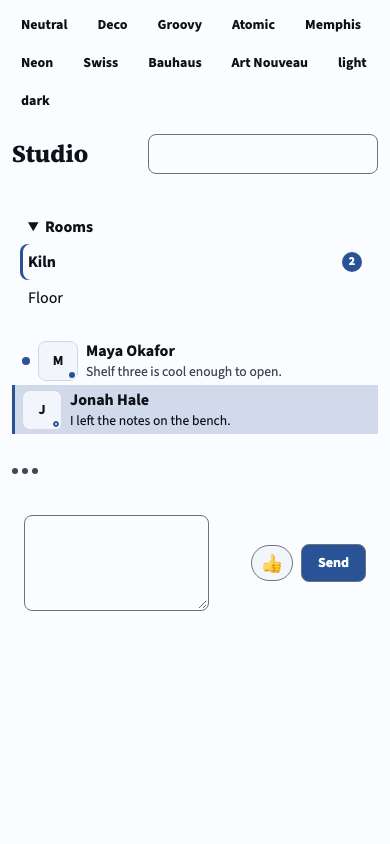 Neutral Deco Groovy Atomic Memphis
Neon Swiss Bauhaus Art Nouveau light
dark
Studio
Rooms
Kiln 2
Floor
M Maya Okafor
Shelf three is cool enough to open.
J Jonah Hale
I left the notes on the bench.
Send